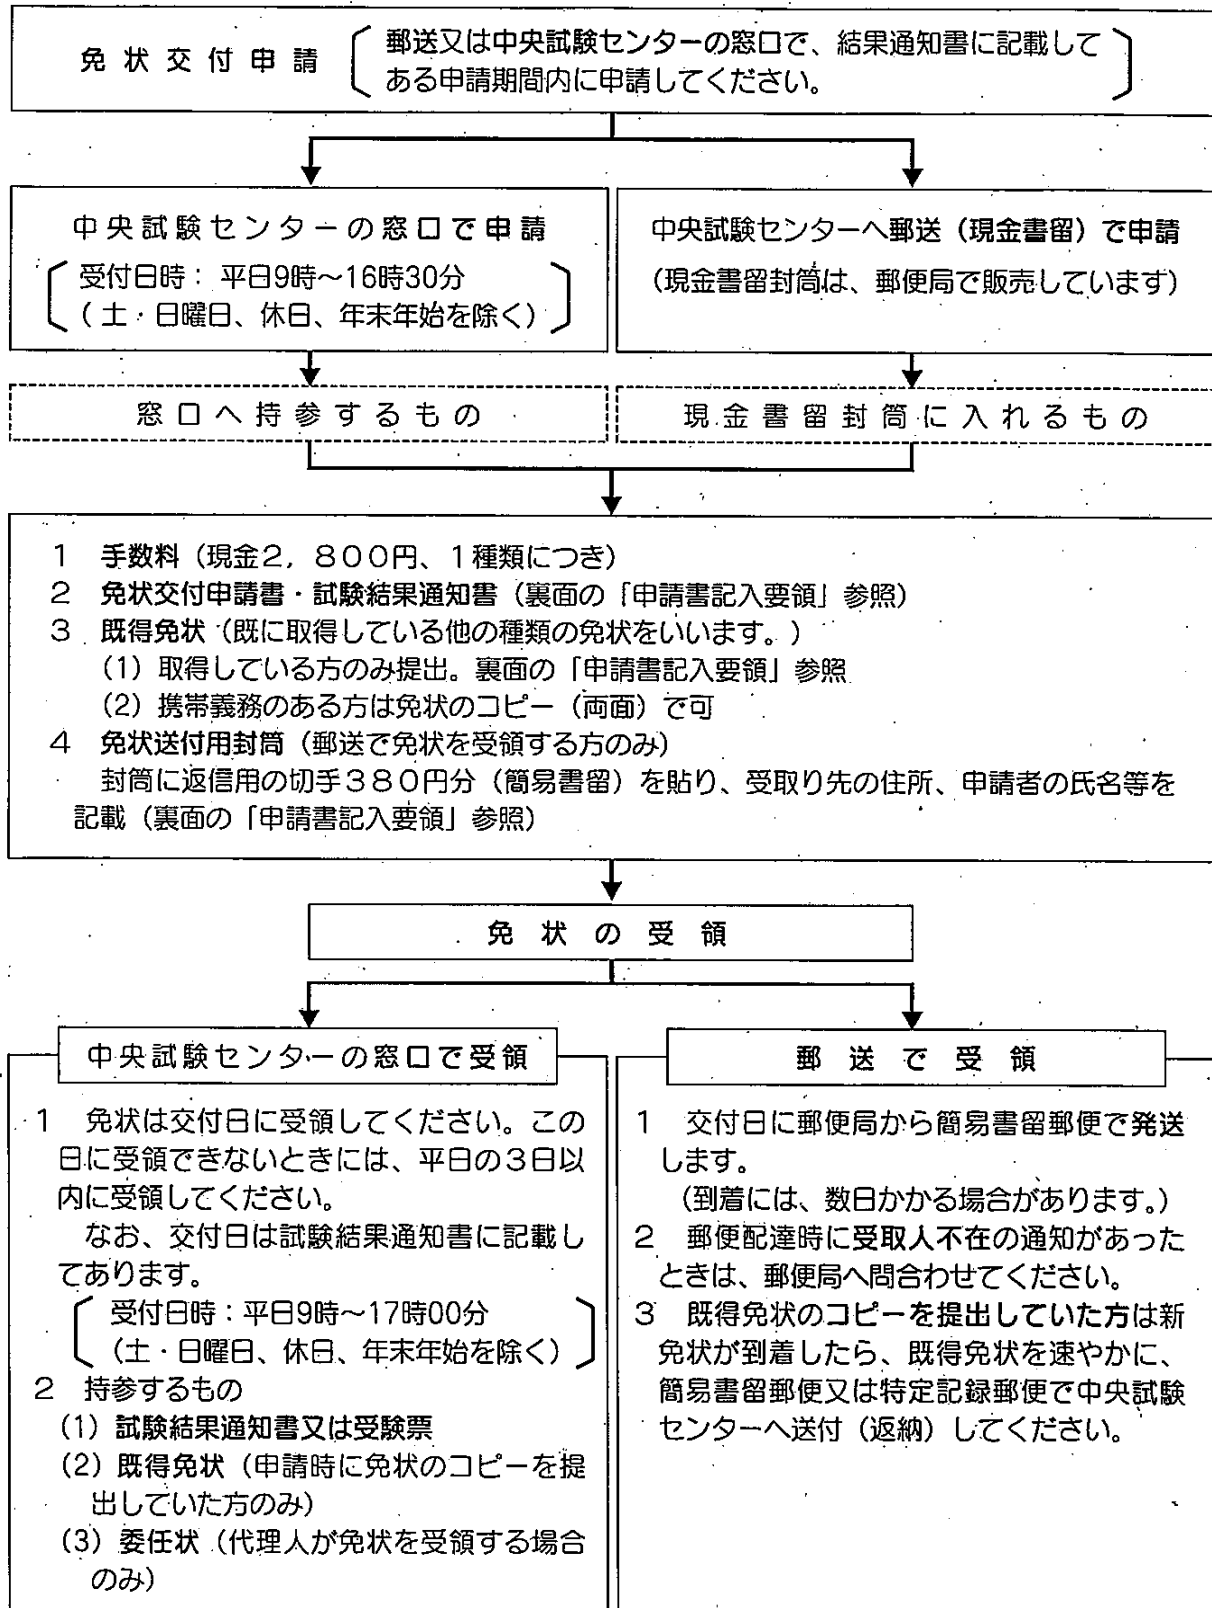 免状交付申請
郵送又は中央試験センターの窓口で、結果通知書に記載して
ある申請期間内に申請してください。
中央試験センターの窓口で申請
受付日時：平日9時～16時30分
（土・日曜日、休日、年末年始を除く）
中央試験センターへ郵送（現金書留）で申請
（現金書留封筒は、郵便局で販売しています）
窓口へ持参するもの
現金書留封筒に入れるもの
1　手数料（現金2，800円、1種類につき）
2　免状交付申請書・試験結果通知書（裏面の「申請書記入要領」参照）
3　既得免状（既に取得している他の種類の免状をいいます。）
（1）取得している方のみ提出。裏面の「申請書記入要領」参照
（2）携帯義務のある方は免状のコピー（両面）で可
4　免状送付用封筒（郵送で免状を受領する方のみ）
封筒に返信用の切手380円分（簡易書留）を貼り、受取り先の住所、申請者の氏名等を
記載（裏面の「申請書記入要領」参照）
免状の受領
中央試験センターの窓口で受領
1　免状は交付日に受領してください。この
日に受領できないときには、平日の3日以
内に受領してください。
なお、交付日は試験結果通知書に記載し
てあります。
受付日時：平日9時～17時00分
（土・日曜日、休日、年末年始を除く）
2　持参するもの
（1）試験結果通知書又は受験票
（2）既得免状（申請時に免状のコピーを提
出していた方のみ）
（3）委任状（代理人が免状を受領する場合
のみ）
郵送で受領
1　交付日に郵便局から簡易書留郵便で発送
します。
（到着には、数日かかる場合があります。）
2　郵便配達時に受取人不在の通知があった
ときは、郵便局へ問合わせてください。
3　既得免状のコピーを提出していた方は新
免状が到着したら、既得免状を速やかに、
簡易書留郵便又は特定記録郵便で中央試験
センターへ送付（返納）してください。